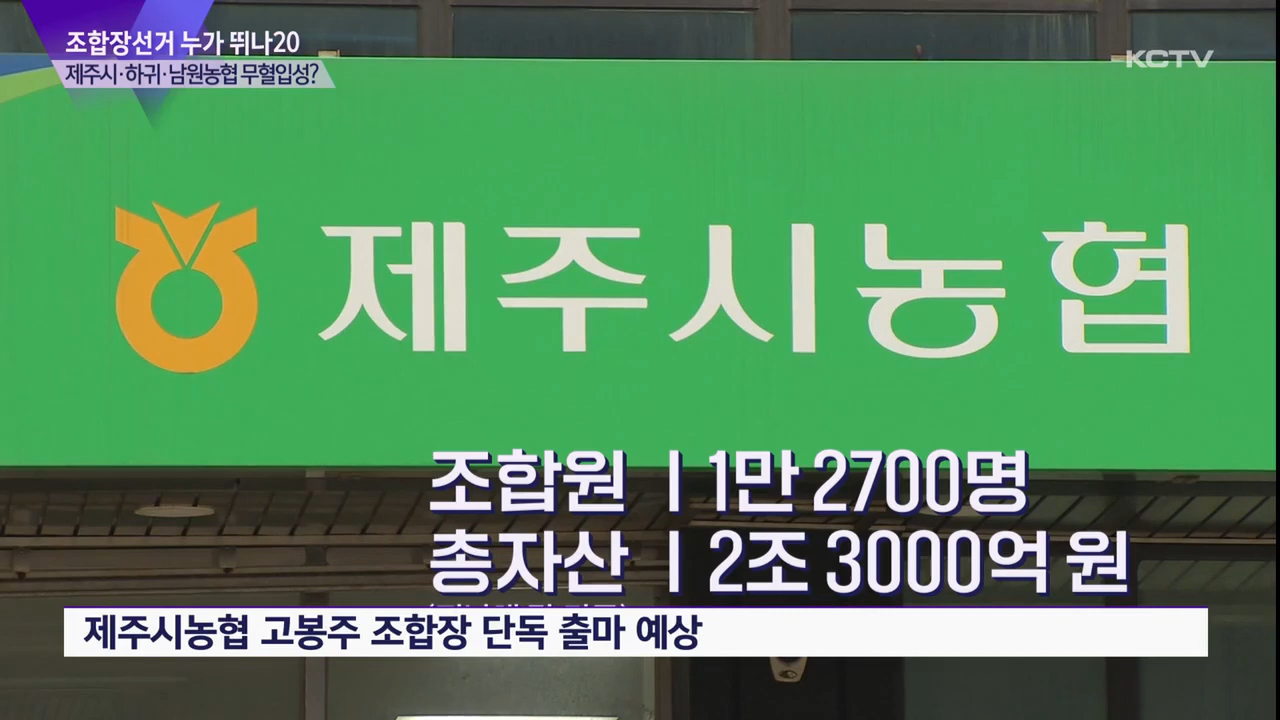 조합장선거 누가 뛰나20
제주시·하귀·남원농협 무혈입성?
KCTV
제주시농협
조합원 | 1만 2700명
총자산 | 2조 3000억 원
제주시농협 고봉주 조합장 단독 출마 예상